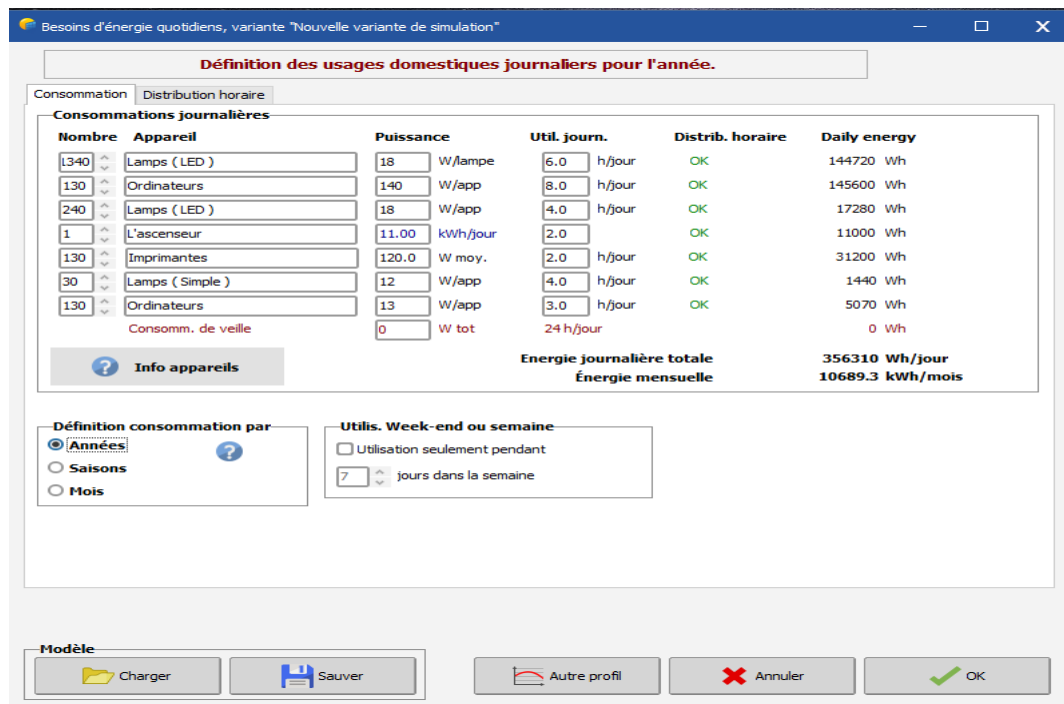 Besoins d'énergie quotidiens, variante "Nouvelle variante de simulation"
Définition des usages domestiques journaliers pour l'année.
Consommation Distribution horaire
Consommations journalières
Nombre Appareil Puissance Util. journ. Distrib. horaire Daily energy
1340 Lamps ( LED ) 18 W/lampe 6.0 h/jour OK 144720 Wh
130 Ordinateurs 140 W/app 8.0 h/jour OK 145600 Wh
240 Lamps ( LED ) 18 W/app 4.0 h/jour OK 17280 Wh
1 L'ascenseur 11.00 kWh/jour 2.0 OK 11000 Wh
130 Imprimantes 120.0 W moy. 2.0 h/jour OK 31200 Wh
30 Lamps ( Simple ) 12 W/app 4.0 h/jour OK 1440 Wh
130 Ordinateurs 13 W/app 3.0 h/jour OK 5070 Wh
Consomm. de veille 0 W tot 24 h/jour 0 Wh
Info appareils
Energie journalière totale 356310 Wh/jour
Énergie mensuelle 10689.3 kWh/mois
Définition consommation par
Années
Saisons
Mois
Utilis. Week-end ou semaine
Utilisation seulement pendant
7 jours dans la semaine
Modèle
Charger Sauver Autre profil Annuler OK